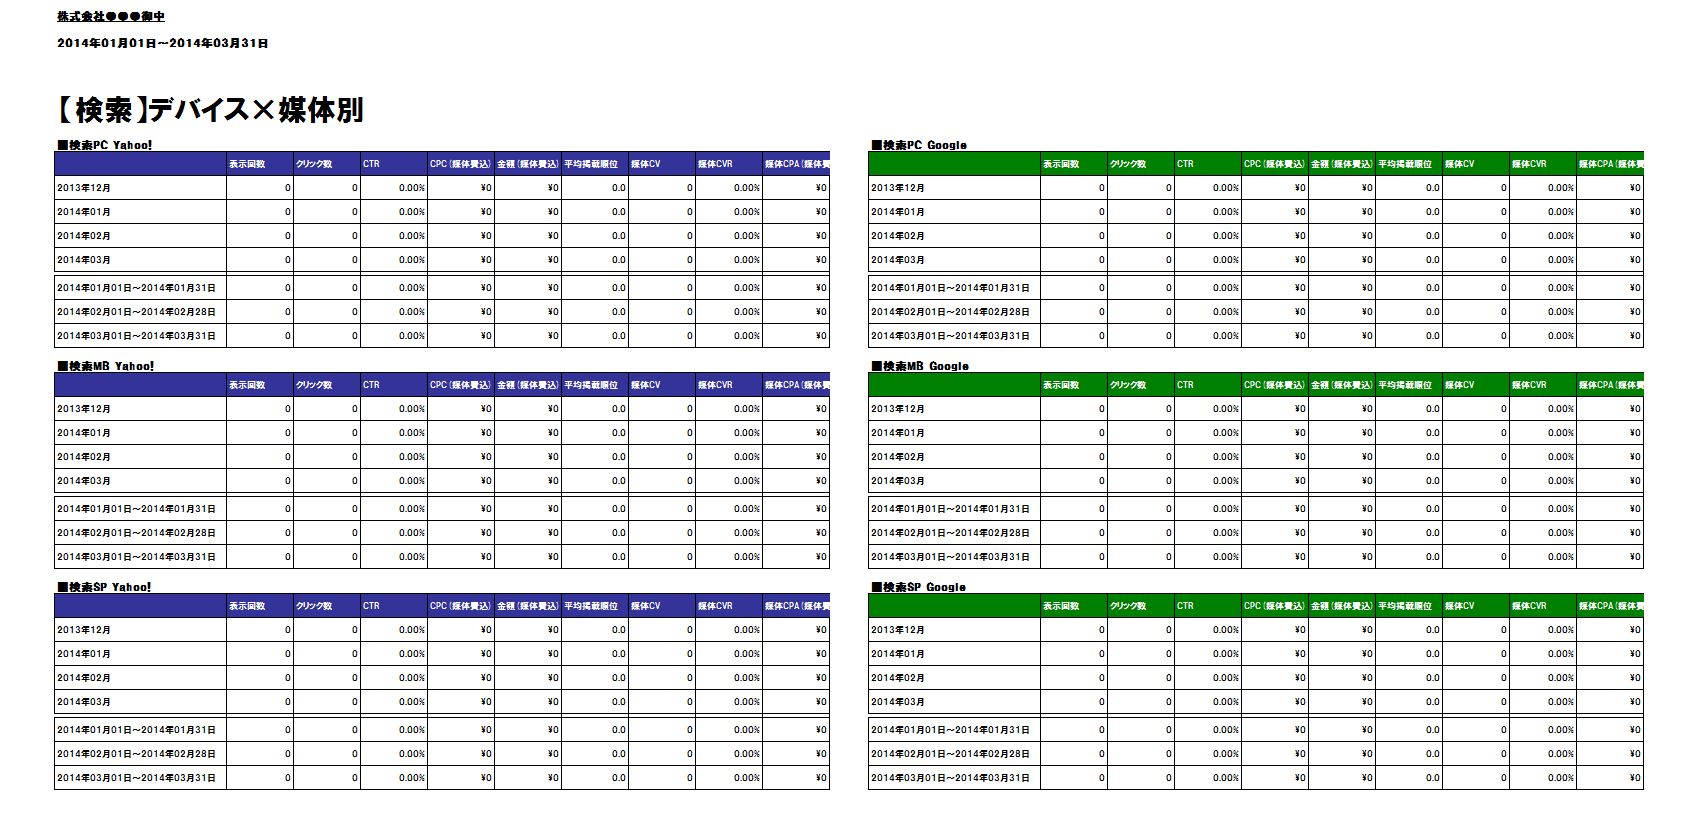 株式会社●●●御中
2014年01月01日～2014年03月31日
【検索】デバイス×媒体別
■検索PC Yahoo!
表示回数 クリック数 CTR CPC(媒体費込) 金額(媒体費込) 平均掲載順位 媒体CV 媒体CVR 媒体CPA(媒体費
2013年12月 0 0 0.00% ¥0 ¥0 0.0 0 0.00% ¥0
2014年01月 0 0 0.00% ¥0 ¥0 0.0 0 0.00% ¥0
2014年02月 0 0 0.00% ¥0 ¥0 0.0 0 0.00% ¥0
2014年03月 0 0 0.00% ¥0 ¥0 0.0 0 0.00% ¥0
2014年01月01日～2014年01月31日 0 0 0.00% ¥0 ¥0 0.0 0 0.00% ¥0
2014年02月01日～2014年02月28日 0 0 0.00% ¥0 ¥0 0.0 0 0.00% ¥0
2014年03月01日～2014年03月31日 0 0 0.00% ¥0 ¥0 0.0 0 0.00% ¥0
■検索PC Google
表示回数 クリック数 CTR CPC(媒体費込) 金額(媒体費込) 平均掲載順位 媒体CV 媒体CVR 媒体CPA(媒体費
2013年12月 0 0 0.00% ¥0 ¥0 0.0 0 0.00% ¥0
2014年01月 0 0 0.00% ¥0 ¥0 0.0 0 0.00% ¥0
2014年02月 0 0 0.00% ¥0 ¥0 0.0 0 0.00% ¥0
2014年03月 0 0 0.00% ¥0 ¥0 0.0 0 0.00% ¥0
2014年01月01日～2014年01月31日 0 0 0.00% ¥0 ¥0 0.0 0 0.00% ¥0
2014年02月01日～2014年02月28日 0 0 0.00% ¥0 ¥0 0.0 0 0.00% ¥0
2014年03月01日～2014年03月31日 0 0 0.00% ¥0 ¥0 0.0 0 0.00% ¥0
■検索MB Yahoo!
表示回数 クリック数 CTR CPC(媒体費込) 金額(媒体費込) 平均掲載順位 媒体CV 媒体CVR 媒体CPA(媒体費
2013年12月 0 0 0.00% ¥0 ¥0 0.0 0 0.00% ¥0
2014年01月 0 0 0.00% ¥0 ¥0 0.0 0 0.00% ¥0
2014年02月 0 0 0.00% ¥0 ¥0 0.0 0 0.00% ¥0
2014年03月 0 0 0.00% ¥0 ¥0 0.0 0 0.00% ¥0
2014年01月01日～2014年01月31日 0 0 0.00% ¥0 ¥0 0.0 0 0.00% ¥0
2014年02月01日～2014年02月28日 0 0 0.00% ¥0 ¥0 0.0 0 0.00% ¥0
2014年03月01日～2014年03月31日 0 0 0.00% ¥0 ¥0 0.0 0 0.00% ¥0
■検索MB Google
表示回数 クリック数 CTR CPC(媒体費込) 金額(媒体費込) 平均掲載順位 媒体CV 媒体CVR 媒体CPA(媒体費
2013年12月 0 0 0.00% ¥0 ¥0 0.0 0 0.00% ¥0
2014年01月 0 0 0.00% ¥0 ¥0 0.0 0 0.00% ¥0
2014年02月 0 0 0.00% ¥0 ¥0 0.0 0 0.00% ¥0
2014年03月 0 0 0.00% ¥0 ¥0 0.0 0 0.00% ¥0
2014年01月01日～2014年01月31日 0 0 0.00% ¥0 ¥0 0.0 0 0.00% ¥0
2014年02月01日～2014年02月28日 0 0 0.00% ¥0 ¥0 0.0 0 0.00% ¥0
2014年03月01日～2014年03月31日 0 0 0.00% ¥0 ¥0 0.0 0 0.00% ¥0
■検索SP Yahoo!
表示回数 クリック数 CTR CPC(媒体費込) 金額(媒体費込) 平均掲載順位 媒体CV 媒体CVR 媒体CPA(媒体費
2013年12月 0 0 0.00% ¥0 ¥0 0.0 0 0.00% ¥0
2014年01月 0 0 0.00% ¥0 ¥0 0.0 0 0.00% ¥0
2014年02月 0 0 0.00% ¥0 ¥0 0.0 0 0.00% ¥0
2014年03月 0 0 0.00% ¥0 ¥0 0.0 0 0.00% ¥0
2014年01月01日～2014年01月31日 0 0 0.00% ¥0 ¥0 0.0 0 0.00% ¥0
2014年02月01日～2014年02月28日 0 0 0.00% ¥0 ¥0 0.0 0 0.00% ¥0
2014年03月01日～2014年03月31日 0 0 0.00% ¥0 ¥0 0.0 0 0.00% ¥0
■検索SP Google
表示回数 クリック数 CTR CPC(媒体費込) 金額(媒体費込) 平均掲載順位 媒体CV 媒体CVR 媒体CPA(媒体費
2013年12月 0 0 0.00% ¥0 ¥0 0.0 0 0.00% ¥0
2014年01月 0 0 0.00% ¥0 ¥0 0.0 0 0.00% ¥0
2014年02月 0 0 0.00% ¥0 ¥0 0.0 0 0.00% ¥0
2014年03月 0 0 0.00% ¥0 ¥0 0.0 0 0.00% ¥0
2014年01月01日～2014年01月31日 0 0 0.00% ¥0 ¥0 0.0 0 0.00% ¥0
2014年02月01日～2014年02月28日 0 0 0.00% ¥0 ¥0 0.0 0 0.00% ¥0
2014年03月01日～2014年03月31日 0 0 0.00% ¥0 ¥0 0.0 0 0.00% ¥0